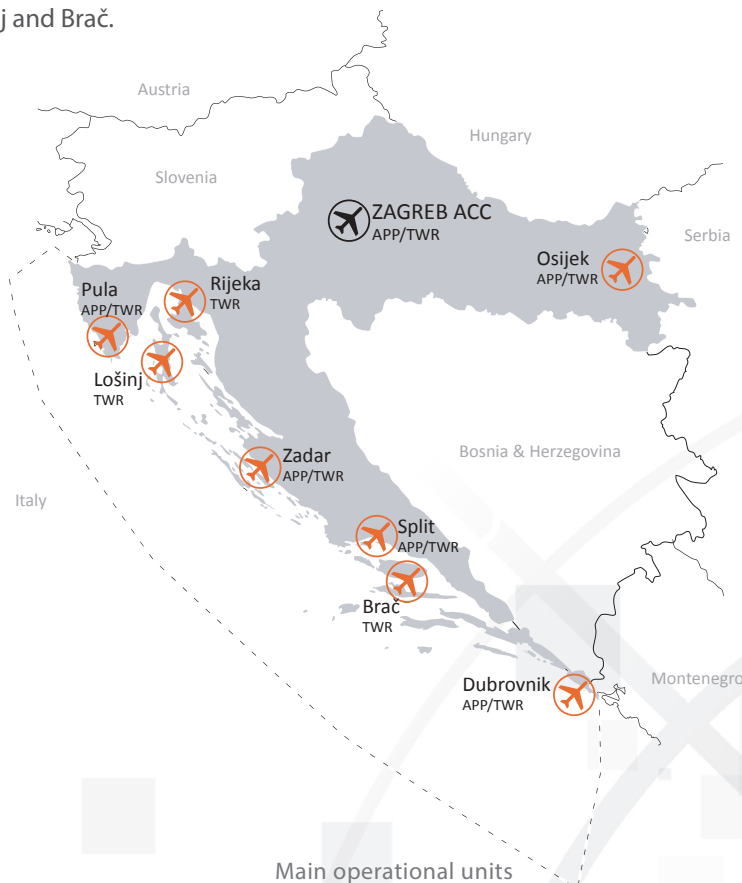 j and Brač.
Austria
Hungary
Slovenia
ZAGREB ACC
APP/TWR
Serbia
Osijek
APP/TWR
Pula
APP/TWR
Rijeka
TWR
Lošinj
TWR
Zadar
APP/TWR
Bosnia & Herzegovina
Italy
Split
APP/TWR
Brač
TWR
Dubrovnik
APP/TWR
Montenegro
Main operational units